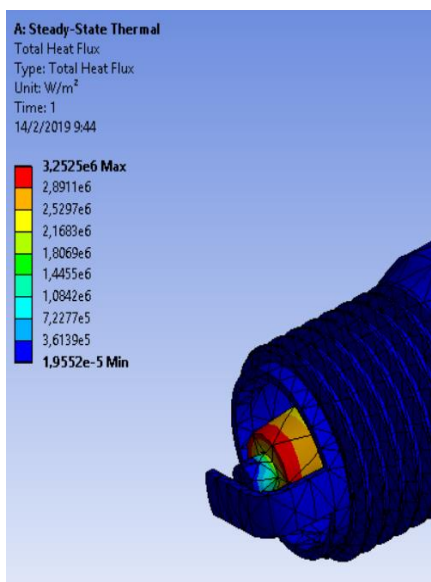 A: Steady-State Thermal
Total Heat Flux
Type: Total Heat Flux
Unit: W/m²
Time: 1
14/2/2019 9:44
3,2525e6 Max
2,8911e6
2,5297e6
2,1683e6
1,8069e6
1,4455e6
1,0842e6
7,2277e5
3,6139e5
1,9552e-5 Min